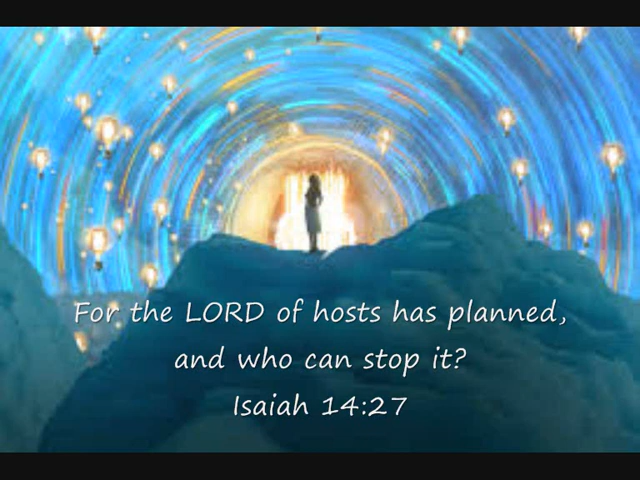 For the LORD of hosts has planned,
and who can stop it?
Isaiah 14:27